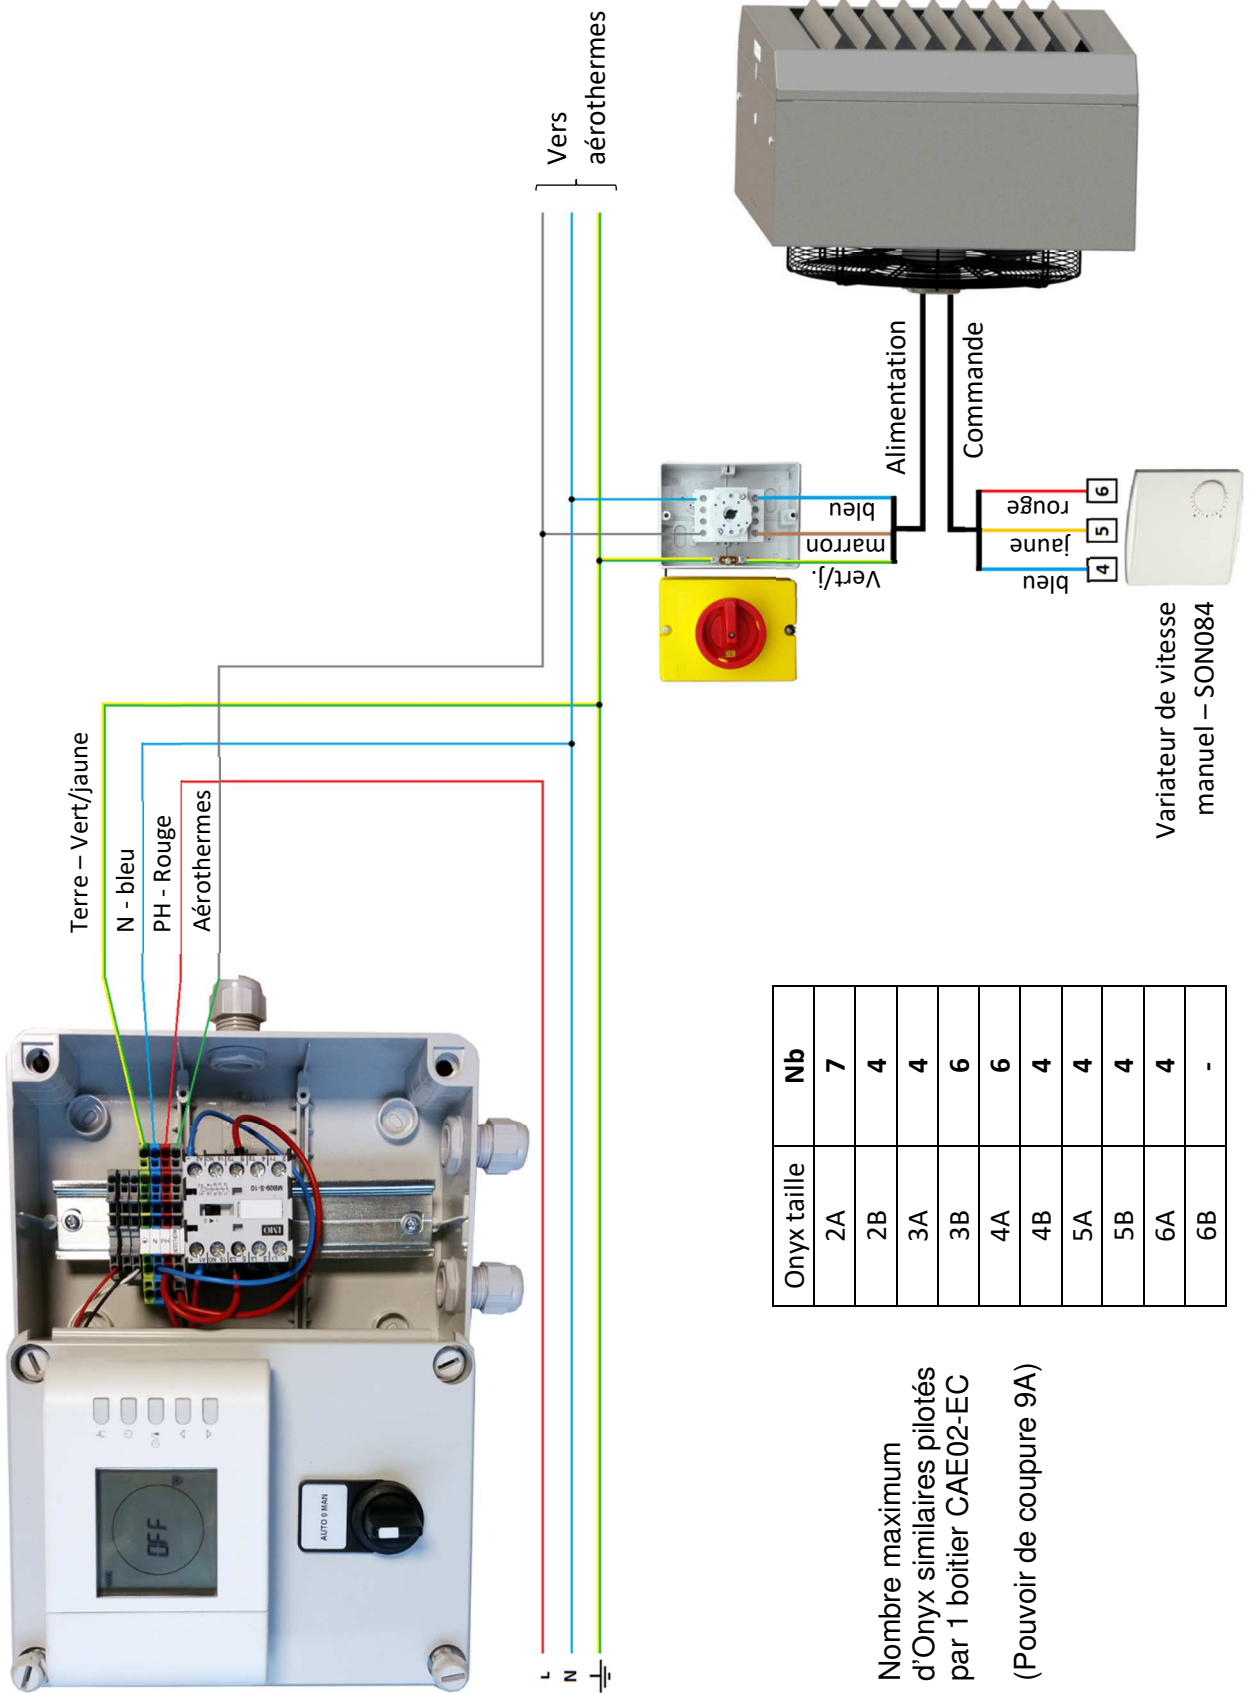 Terre – Vert/jaune
N - bleu
PH - Rouge
Aérothermes
Vers
aérothermes
L
N
OFF
AUTO 0 MAN
IMO
MB09-S-10
Alimentation
Commande
bleu
marron
Vert/j.
rouge
jaune
bleu
6
5
4
Variateur de vitesse
manuel – SON084
Nombre maximum
d'Onyx similaires pilotés
par 1 boitier CAE02-EC
(Pouvoir de coupure 9A)
Onyx taille Nb
2A 7
2B 4
3A 4
3B 6
4A 6
4B 4
5A 4
5B 4
6A 4
6B -